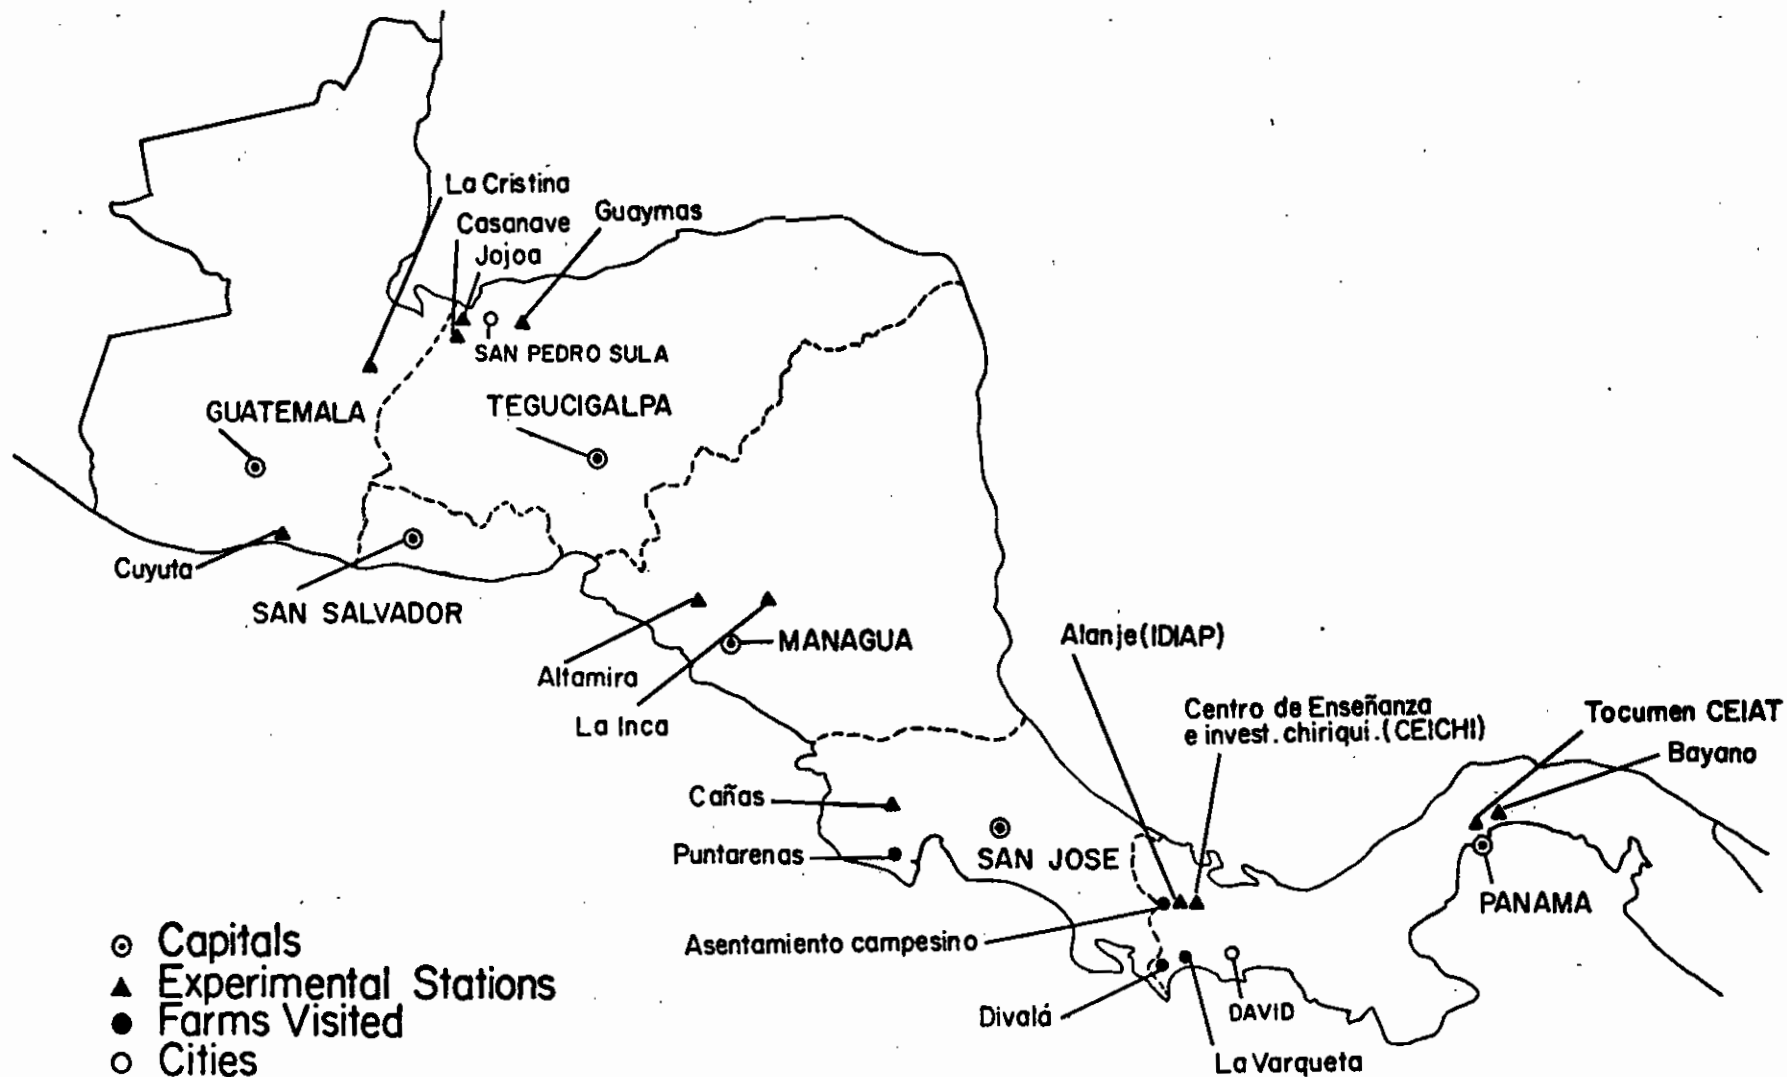 La Cristina
Casanave
Guaymas
Jojoa
SAN PEDRO SULA
GUATEMALA
TEGUCIGALPA
Cuyuta
SAN SALVADOR
MANAGUA
Altamira
La Inca
Alanje (IDIAP)
Centro de Enseñanza
e invest. chiriqui. (CEICHI)
Tocumen CEIAT
Bayano
Cañas
Puntarenas
SAN JOSE
PANAMA
Asentamiento campesino
Divalá
DAVID
La Varqueta
Capitals
Experimental Stations
Farms Visited
Cities